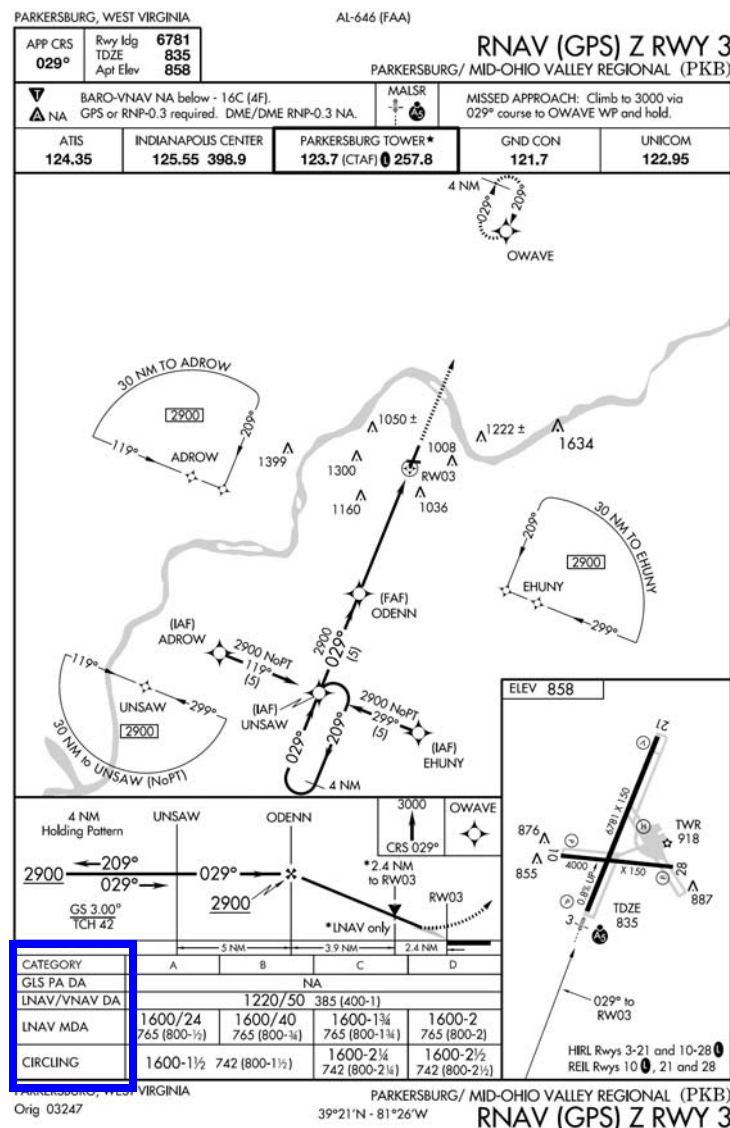 PARKERSBURG, WEST VIRGINIA
AL-646 (FAA)
APP CRS
029°
Rwy ldg 6781
TDZE 835
Apt Elev 858
RNAV (GPS) Z RWY 3
PARKERSBURG/ MID-OHIO VALLEY REGIONAL (PKB)
T
A NA
BARO-VNAV NA below - 16C (4F).
GPS or RNP-0.3 required. DME/DME RNP-0.3 NA.
MALSR
A5
MISSED APPROACH: Climb to 3000 via
029° course to OWAVE WP and hold.
ATIS
124.35
INDIANAPOLIS CENTER
125.55 398.9
PARKERSBURG TOWER★
123.7 (CTAF) L 257.8
GND CON
121.7
UNICOM
122.95
4 NM
029°
209°
OWAVE
30 NM TO ADROW
2900
209°
119°
ADROW
1399
1050 ±
1300
1160
1008
RW03
1036
1222 ±
1634
30 NM TO EHUNY
209°
2900
EHUNY
299°
(FAF)
ODENN
2900
029°
(5)
(IAF)
ADROW
2900 NoPT
119°
(5)
119°
UNSAW
299°
2900
30 NM to UNSAW (NoPT)
(IAF)
UNSAW
2900 NoPT
299°
(5)
(IAF)
EHUNY
029°
209°
4 NM
ELEV 858
21
6781 X 150
TWR
918
876
855
10
4000
X 150
28
887
0.8% UP
3
TDZE
835
A5
029° to
RW03
HIRL Rwys 3-21 and 10-28 L
REIL Rwys 10 L, 21 and 28
4 NM
Holding Pattern
UNSAW
ODENN
3000
CRS 029°
OWAVE
2900
209°
029°
029°
2900
GS 3.00°
TCH 42
*2.4 NM
to RW03
RW03
*LNAV only
5 NM
3.9 NM
2.4 NM
CATEGORY A B C D
GLS PA DA NA
LNAV/VNAV DA 1220/50 385 (400-1)
LNAV MDA
1600/24 1600/40 1600-1¾ 1600-2
765 (800-½) 765 (800-¾) 765 (800-1¾) 765 (800-2)
CIRCLING
1600-1½ 742 (800-1½)
1600-2¼ 1600-2½
742 (800-2¼) 742 (800-2½)
PARKERSBURG, WEST VIRGINIA
Orig 03247
39°21'N - 81°26'W
PARKERSBURG/ MID-OHIO VALLEY REGIONAL (PKB)
RNAV (GPS) Z RWY 3